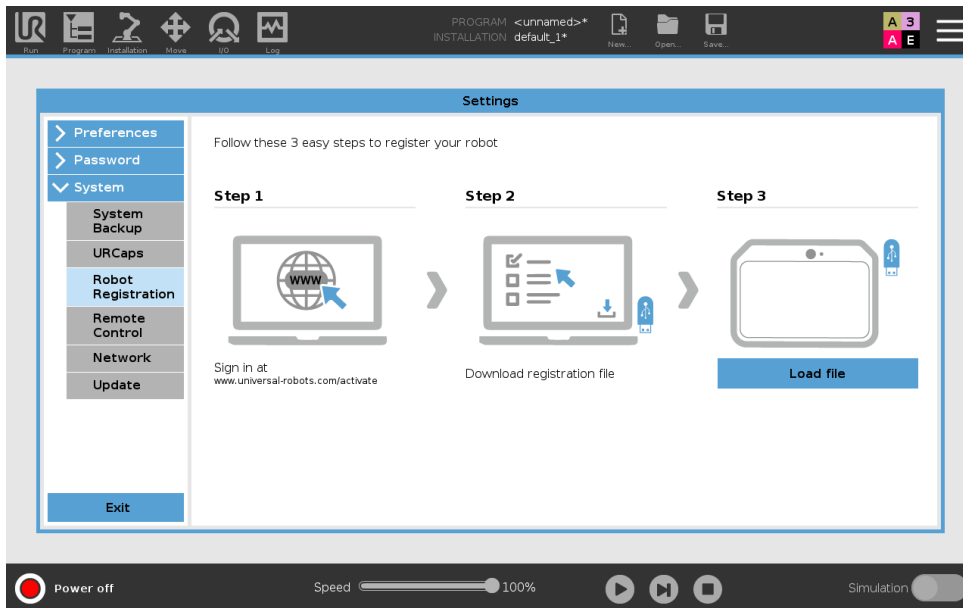 PROGRAM <unnamed>*
INSTALLATION default_1*
UR
Run
Program
Installation
Move
I/O
Log
New...
Open...
Save...
A 3
A E
Settings
Preferences
Password
System
System
Backup
URCaps
Robot
Registration
Remote
Control
Network
Update
Exit
Follow these 3 easy steps to register your robot
Step 1
www
Sign in at
www.universal-robots.com/activate
Step 2
Download registration file
Step 3
Load file
Power off
Speed
100%
Simulation